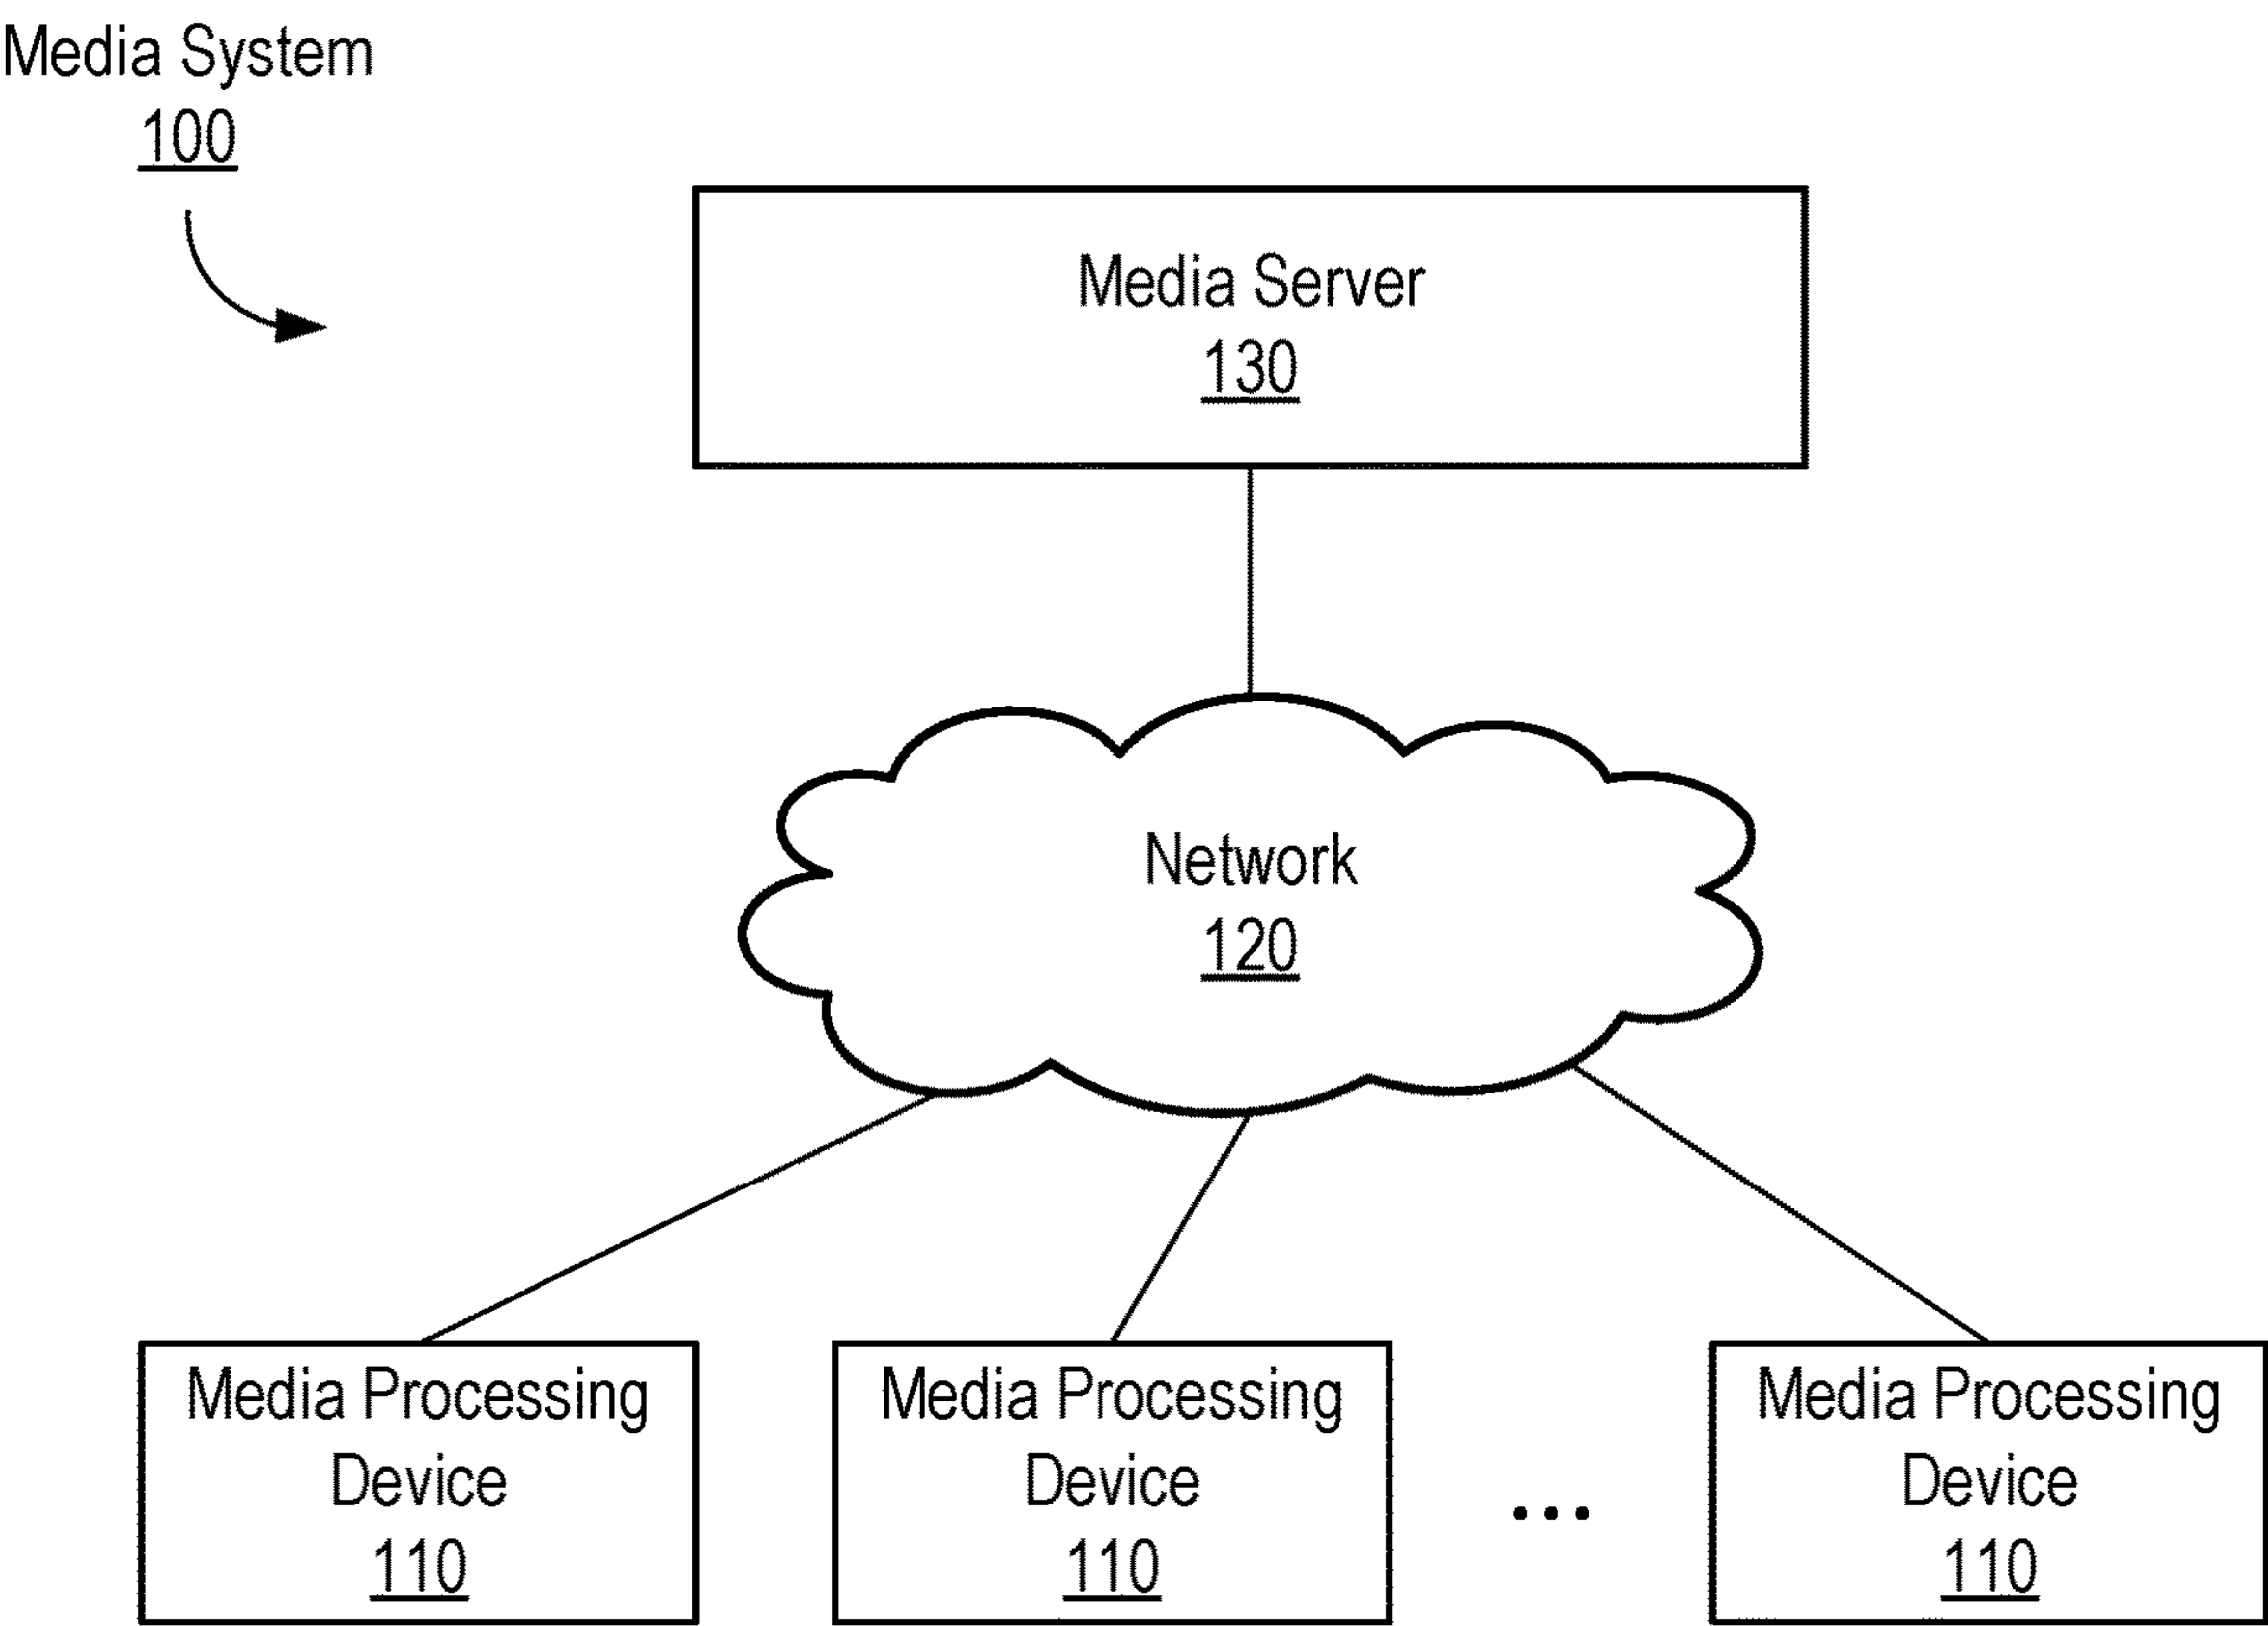 Media System
100
Media Server
130
Network
120
Media Processing
Device
110
Media Processing
Device
110
...
Media Processing
Device
110